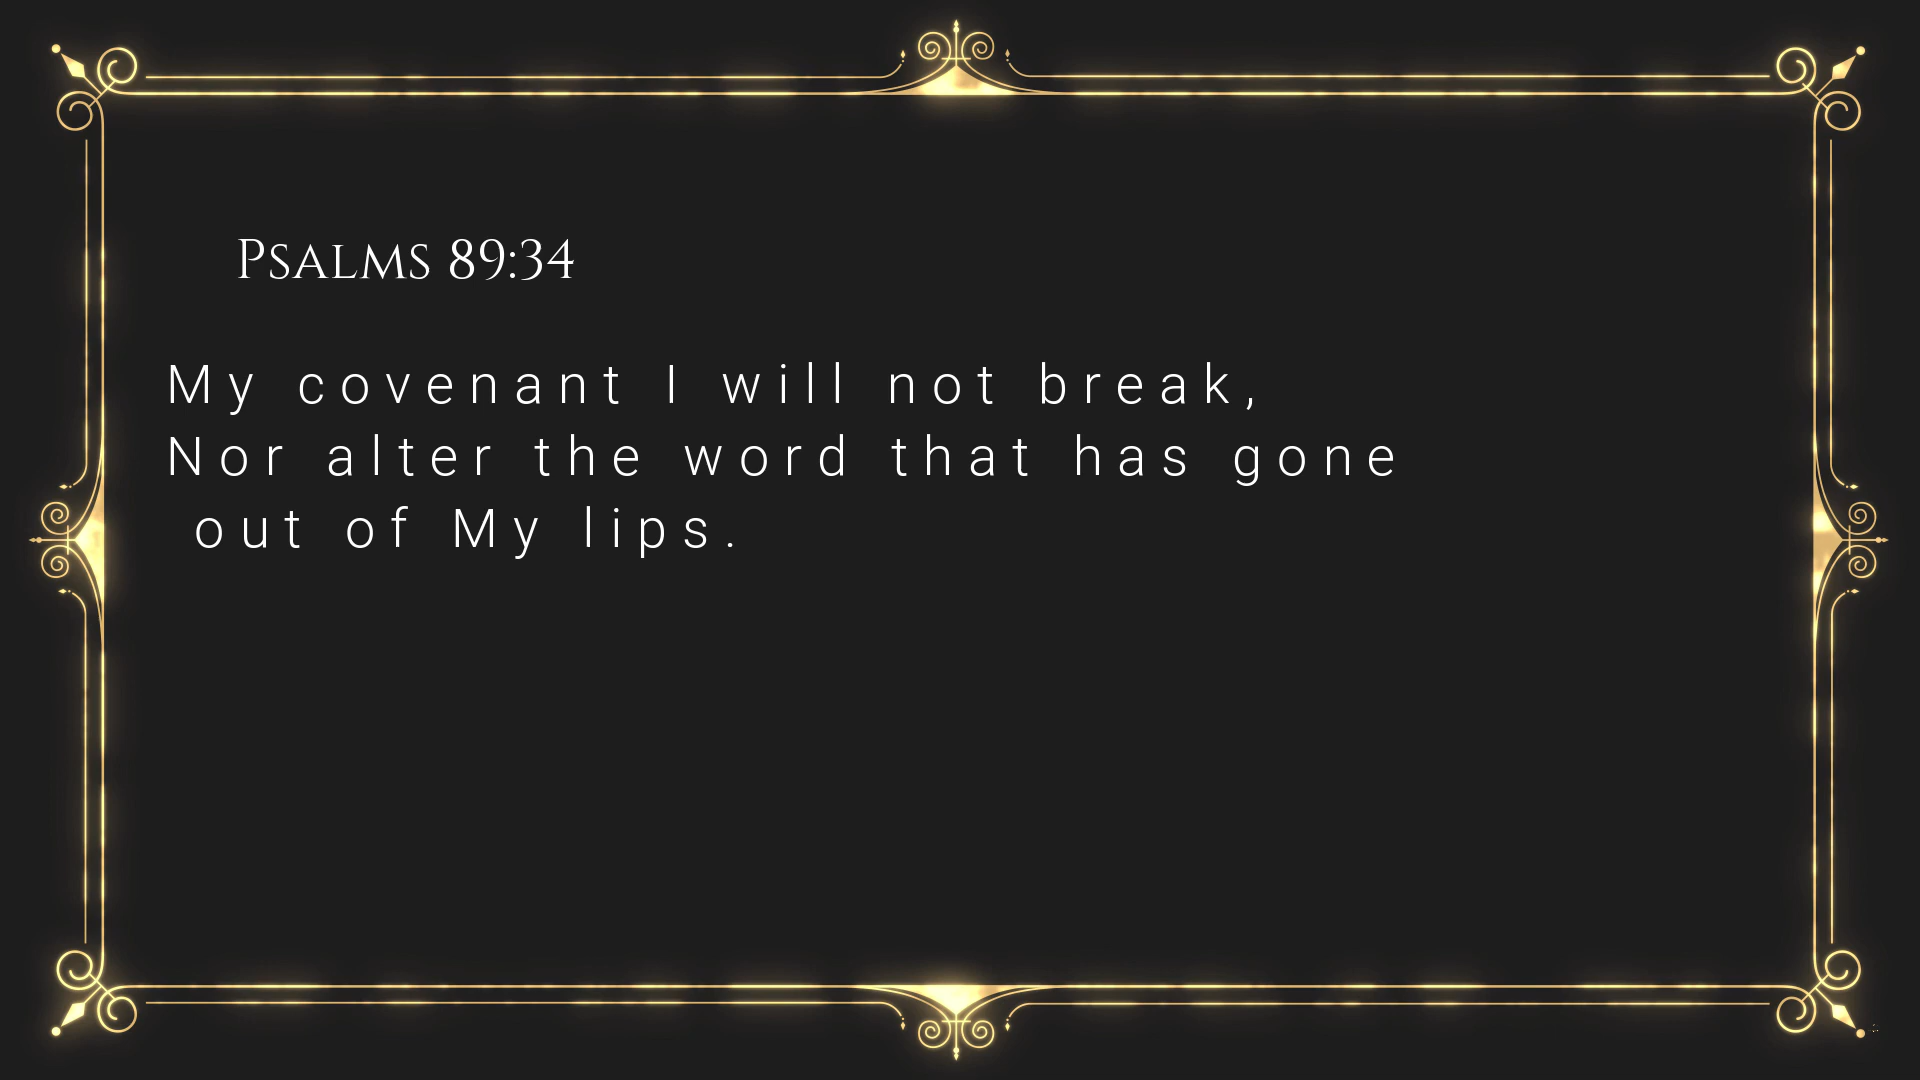 Psalms 89:34
My covenant I will not break,
Nor alter the word that has gone
out of My lips.